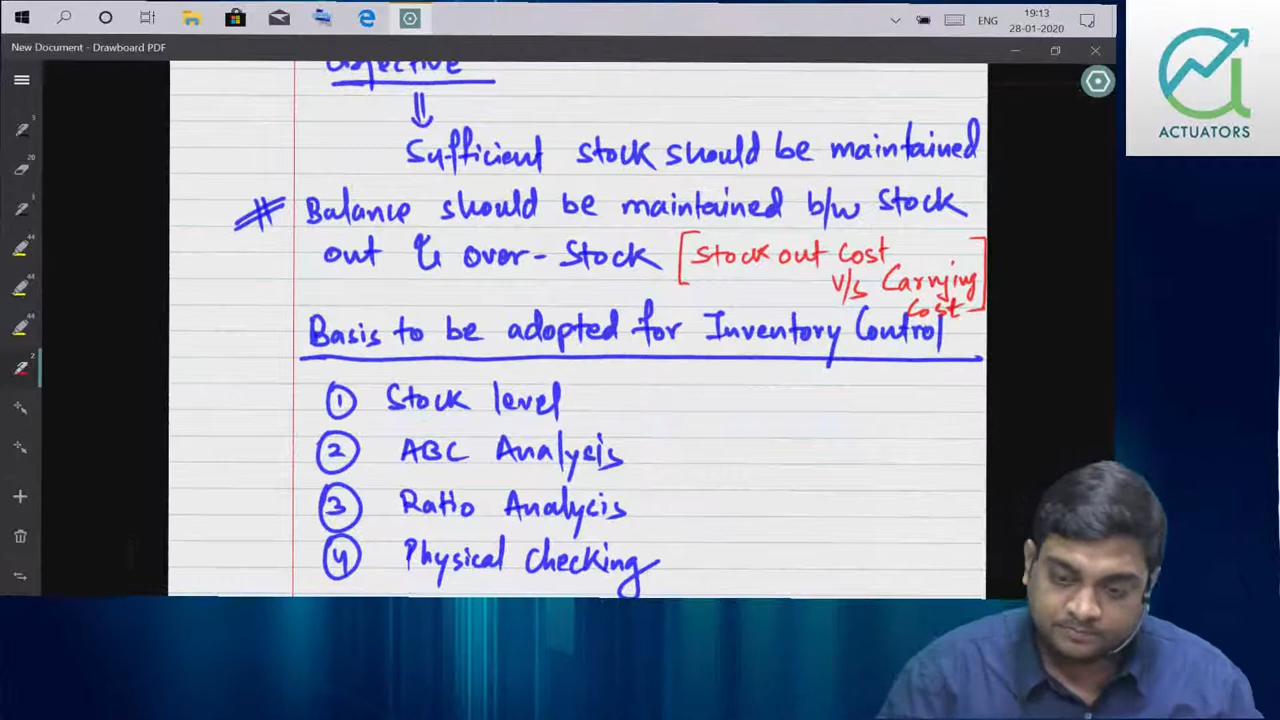 19:13
ENG
28-01-2020
New Document - Drawboard PDF
ACTUATORS
Objective
Sufficient stock should be maintained
# Balance should be maintained b/w stock
out & over-stock [stock out cost
v/s Carrying
cost]
Basis to be adopted for Inventory Control
① Stock level
② ABC Analysis
③ Ratio Analysis
④ Physical checking